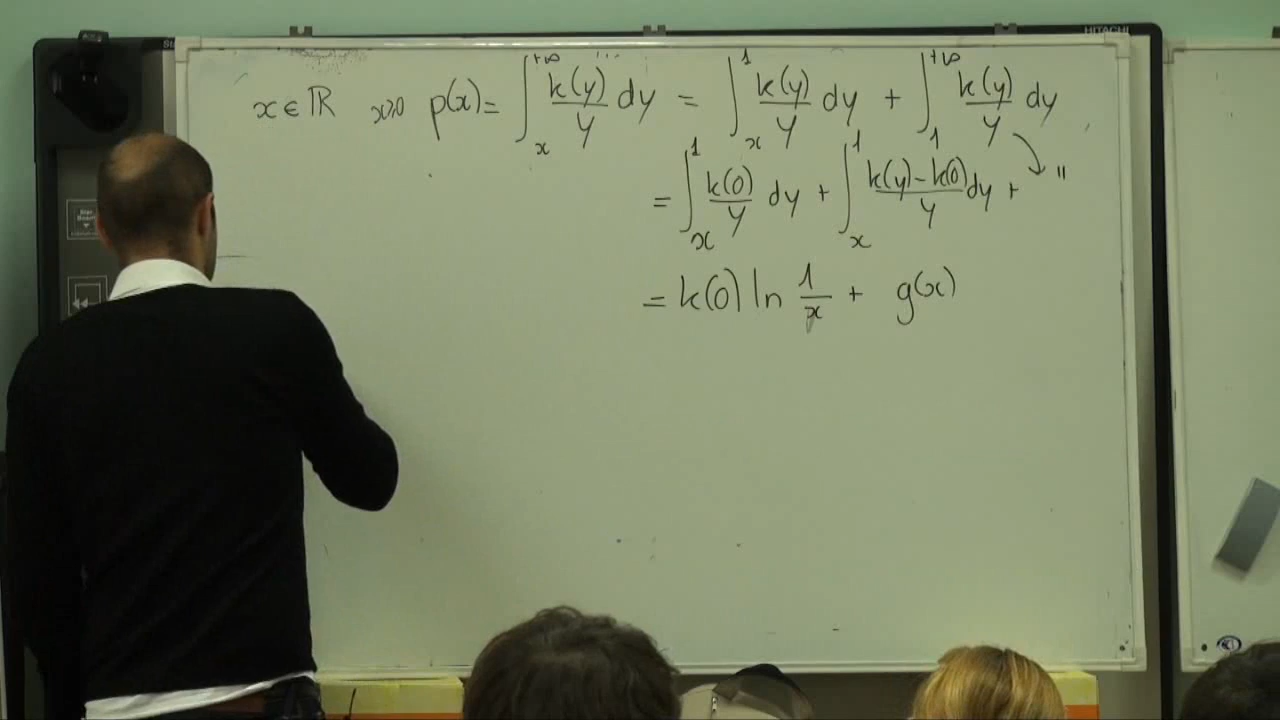 HITACHI
x ∈ ℝ x>0 p(x) = ∫_x^{+∞} k(y)/y dy = ∫_x^1 k(y)/y dy + ∫_1^{+∞} k(y)/y dy
= ∫_x^1 k(0)/y dy + ∫_x^1 k(y)-k(0)/y dy + "
= k(0) ln 1/x + g(x)